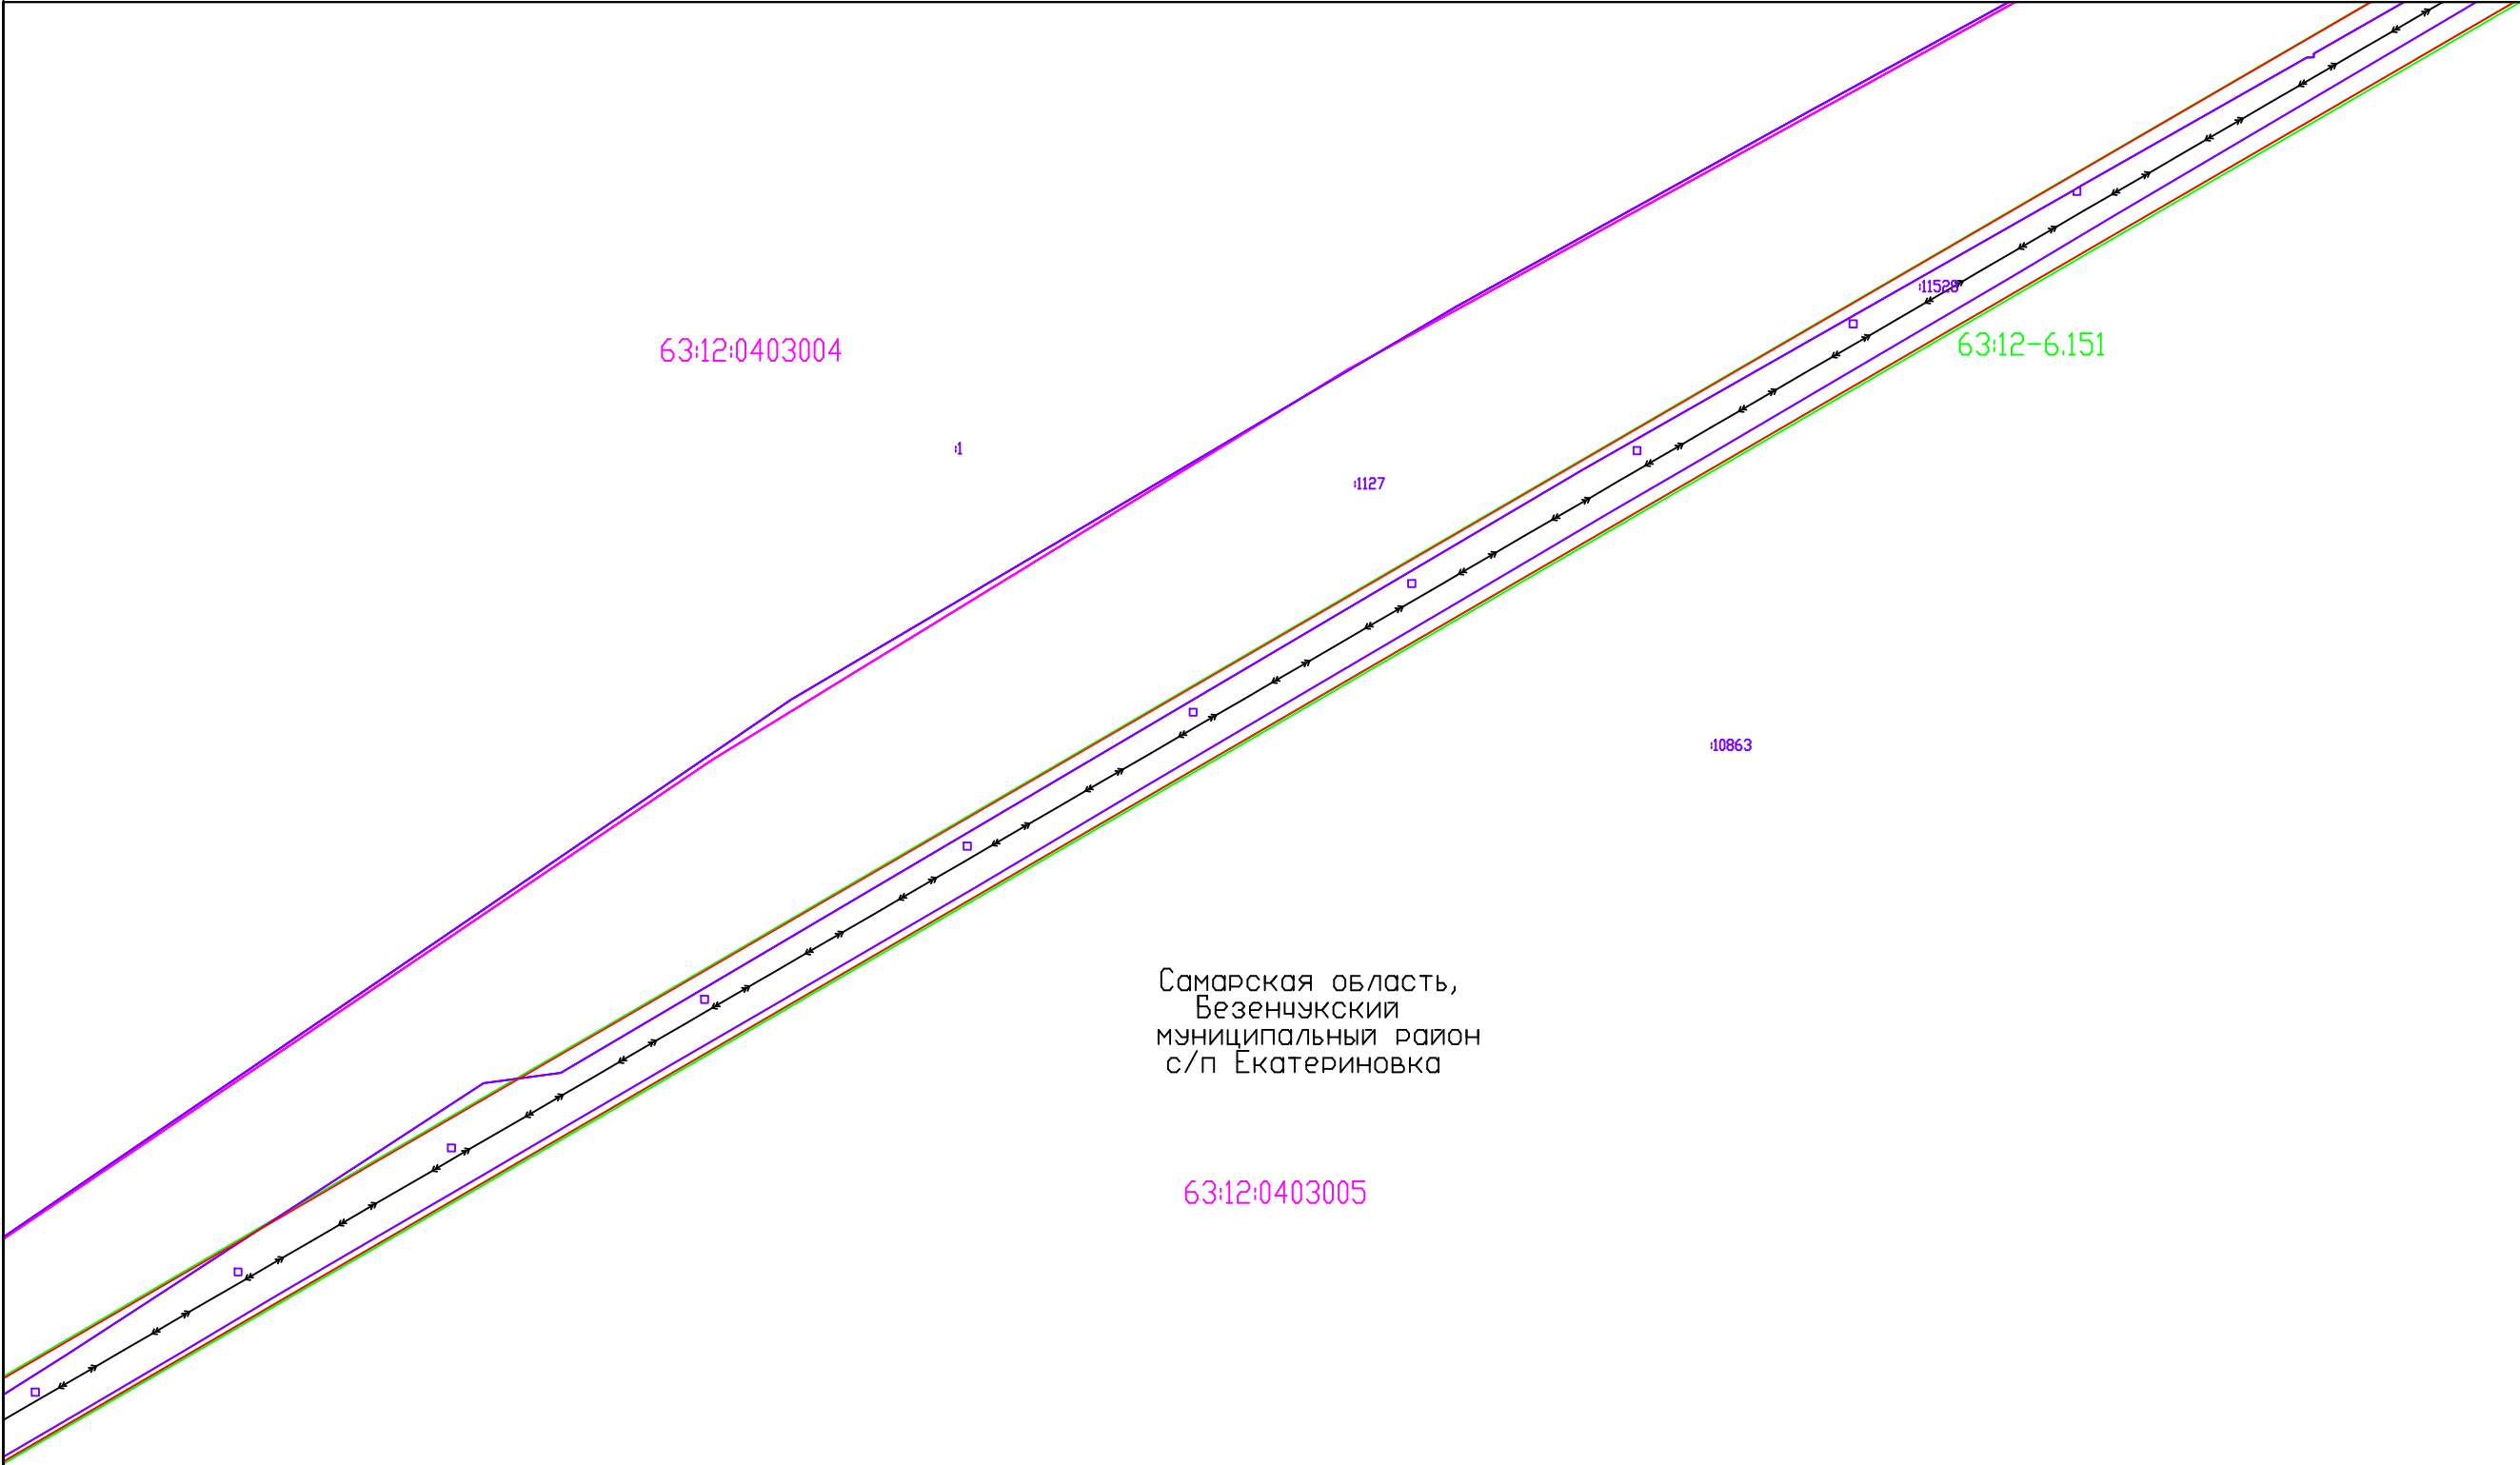 :11528
63:12:0403004
63:12-6.151
:1
:1127
:10863
Самарская область,
Безенчукский
муниципальный район
с/п Екатериновка
63:12:0403005